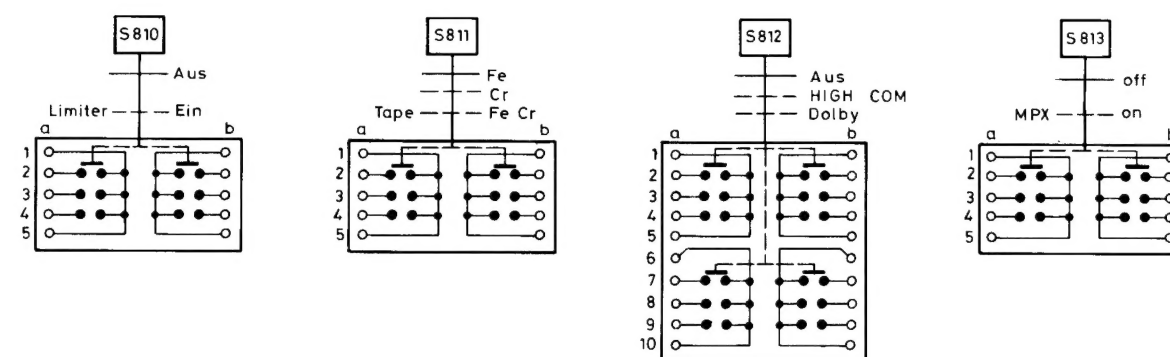 S810
Aus
Limiter Ein
a b
1
2
3
4
5
S811
Fe
Cr
Tape Fe Cr
a b
1
2
3
4
5
S812
Aus
HIGH COM
Dolby
a b
1
2
3
4
5
6
7
8
9
10
S813
off
MPX on
a b
1
2
3
4
5